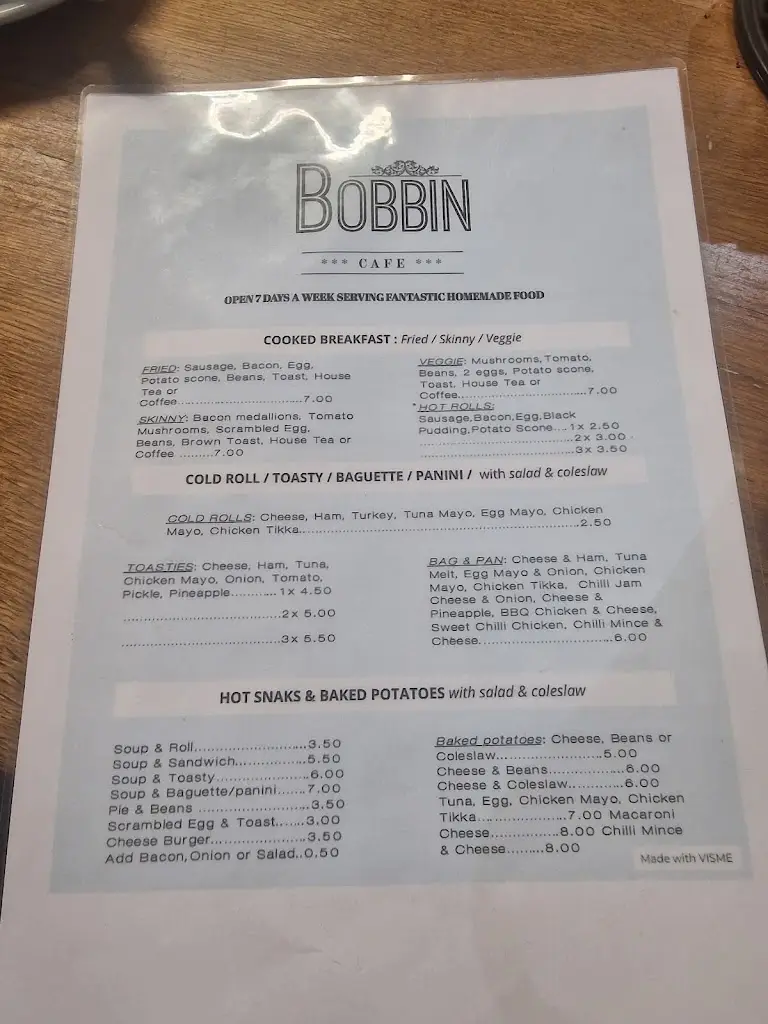 BOBBIN
*** CAFE ***
OPEN 7 DAYS A WEEK SERVING FANTASTIC HOMEMADE FOOD
COOKED BREAKFAST : Fried / Skinny / Veggie
FRIED: Sausage, Bacon, Egg,
Potato scone, Beans, Toast, House
Tea or
Coffee..............................7.00
SKINNY: Bacon medallions, Tomato
Mushrooms, Scrambled Egg,
Beans, Brown Toast, House Tea or
Coffee .........7.00
VEGGIE: Mushrooms, Tomato,
Beans, 2 eggs, Potato scone,
Toast, House Tea or
Coffee..............................7.00
*HOT ROLLS:
Sausage,Bacon,Egg,Black
Pudding,Potato Scone...1x 2.50
....................................2x 3.00
....................................3x 3.50
COLD ROLL / TOASTY / BAGUETTE / PANINI / with salad & coleslaw
COLD ROLLS: Cheese, Ham, Turkey, Tuna Mayo, Egg Mayo, Chicken
Mayo, Chicken Tikka..................................................................2.50
TOASTIES: Cheese, Ham, Tuna,
Chicken Mayo, Onion, Tomato,
Pickle, Pineapple...........1x 4.50
.....................................2x 5.00
.....................................3x 5.50
BAG & PAN: Cheese & Ham, Tuna
Melt, Egg Mayo & Onion, Chicken
Mayo, Chicken Tikka, Chilli Jam
Cheese & Onion, Cheese &
Pineapple, BBQ Chicken & Cheese,
Sweet Chilli Chicken, Chilli Mince &
Cheese................................6.00
HOT SNAKS & BAKED POTATOES with salad & coleslaw
Soup & Roll..........................3.50
Soup & Sandwich................5.50
Soup & Toasty.....................6.00
Soup & Baguette/panini.......7.00
Pie & Beans ..........................3.50
Scrambled Egg & Toast......3.00
Cheese Burger......................3.50
Add Bacon,Onion or Salad..0.50
Baked potatoes: Cheese, Beans or
Coleslaw.........................5.00
Cheese & Beans..................6.00
Cheese & Coleslaw.............6.00
Tuna, Egg, Chicken Mayo, Chicken
Tikka.....................7.00 Macaroni
Cheese................8.00 Chilli Mince
& Cheese.........8.00
Made with VISME